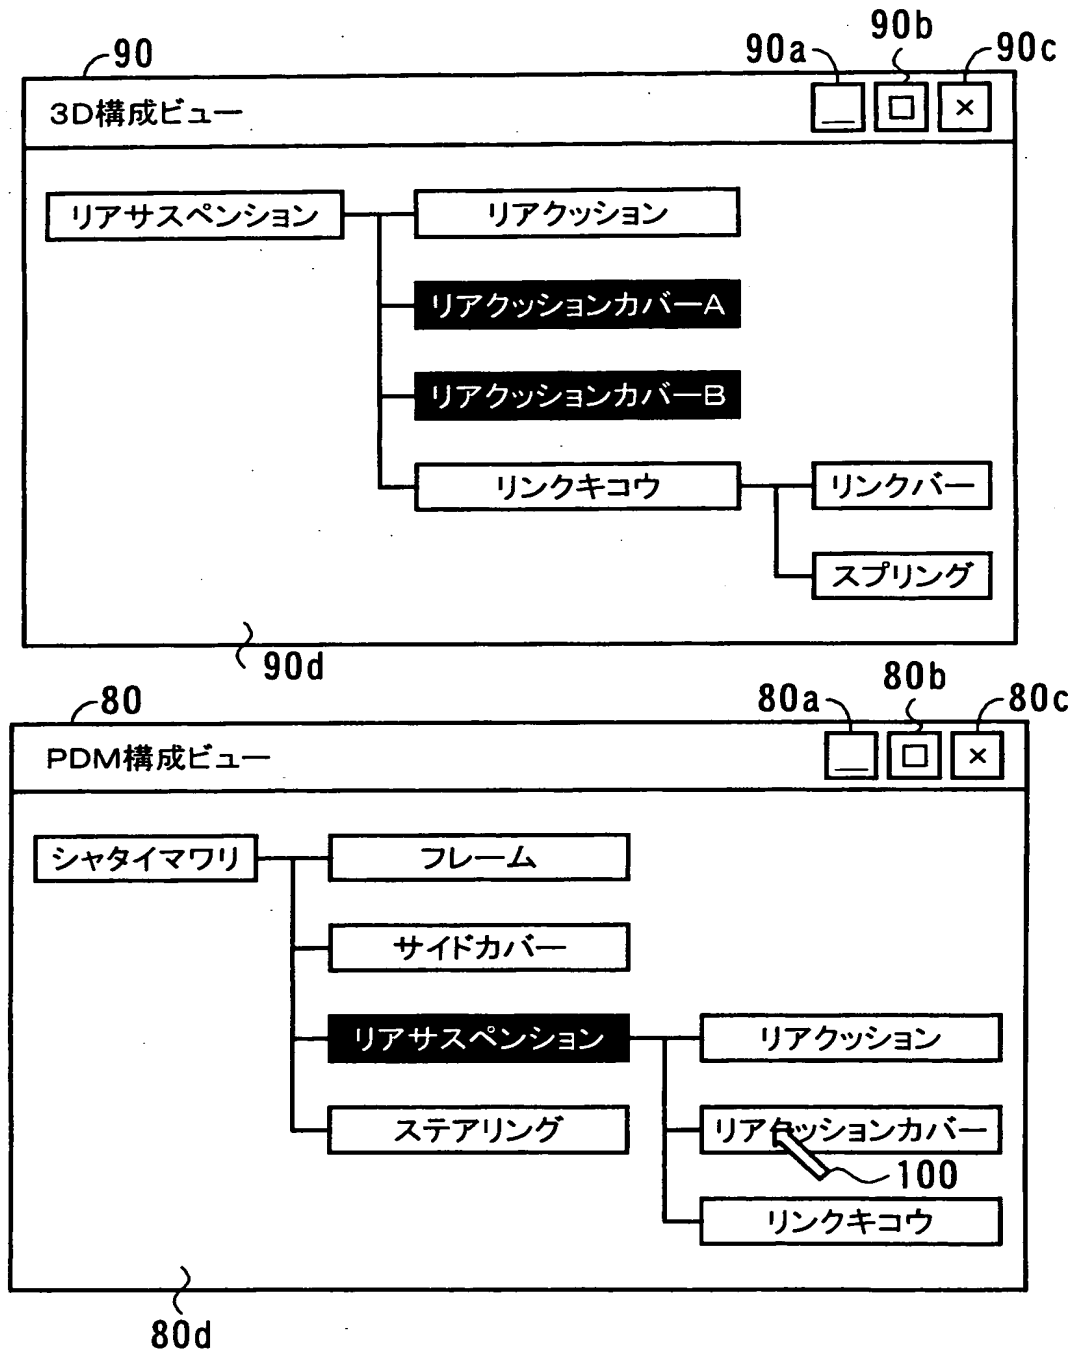 90
90a
90b
90c
3D構成ビュー
_ □ ×
リアサスペンション
リアクッション
リアクッションカバーA
リアクッションカバーB
リンクキコウ
リンクバー
スプリング
90d
80
80a
80b
80c
PDM構成ビュー
_ □ ×
シャタイマワリ
フレーム
サイドカバー
リアサスペンション
リアクッション
ステアリング
リアクッションカバー
100
リンクキコウ
80d